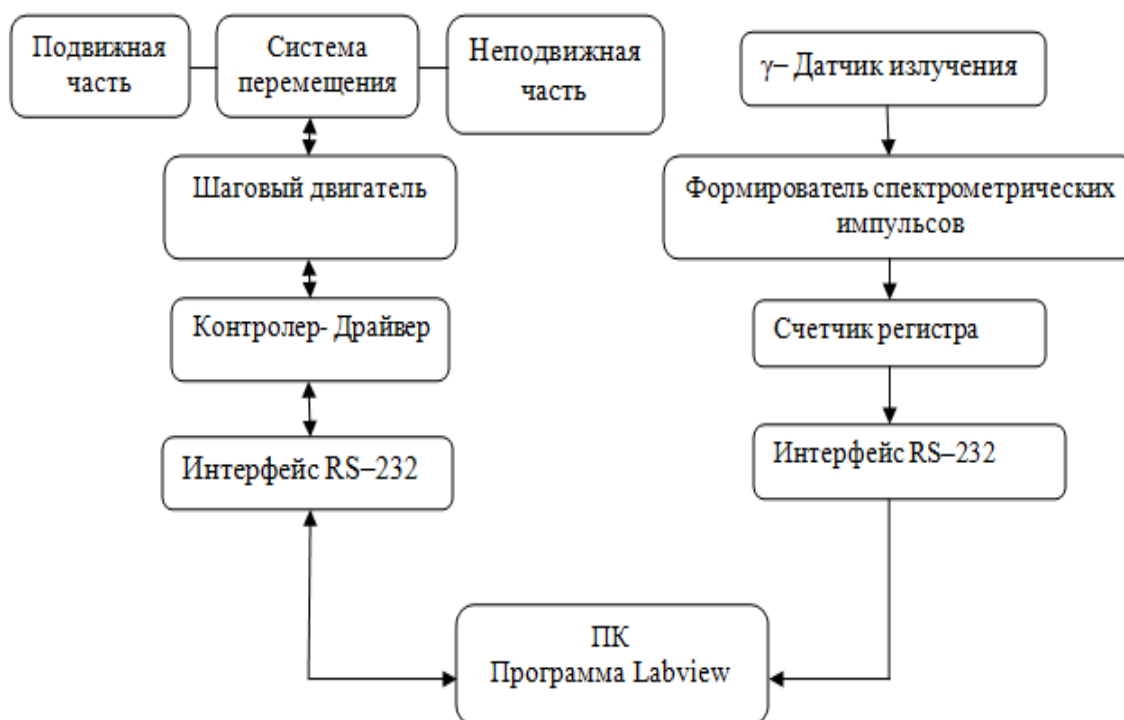 Подвижная
часть
Система
перемещения
Неподвижная
часть
γ– Датчик излучения
Шаговый двигатель
Формирователь спектрометрических
импульсов
Контролер- Драйвер
Счетчик регистра
Интерфейс RS–232
Интерфейс RS–232
ПК
Программа Labview